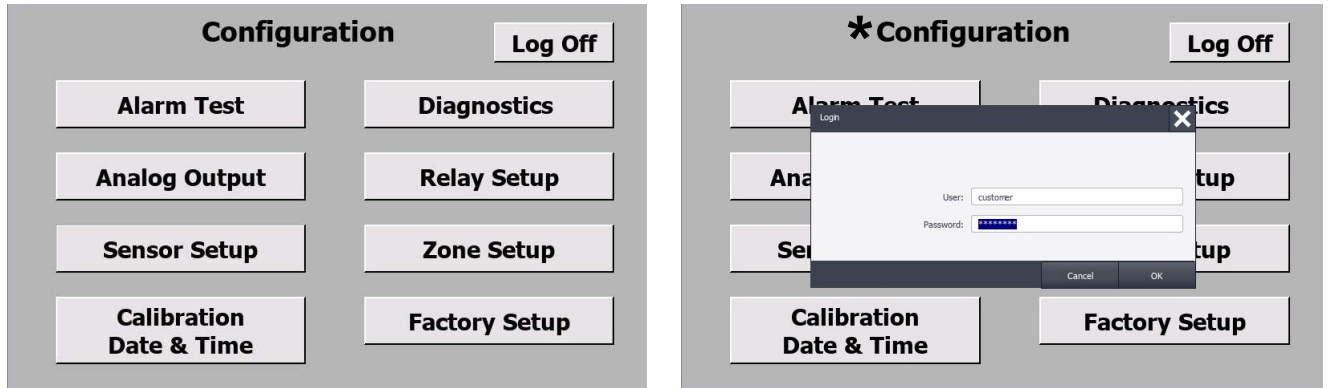 Configuration
Log Off
Alarm Test
Diagnostics
Analog Output
Relay Setup
Sensor Setup
Zone Setup
Calibration
Date & Time
Factory Setup
*Configuration
Log Off
Login
User: customer
Password: ********
Cancel OK
Calibration
Date & Time
Factory Setup